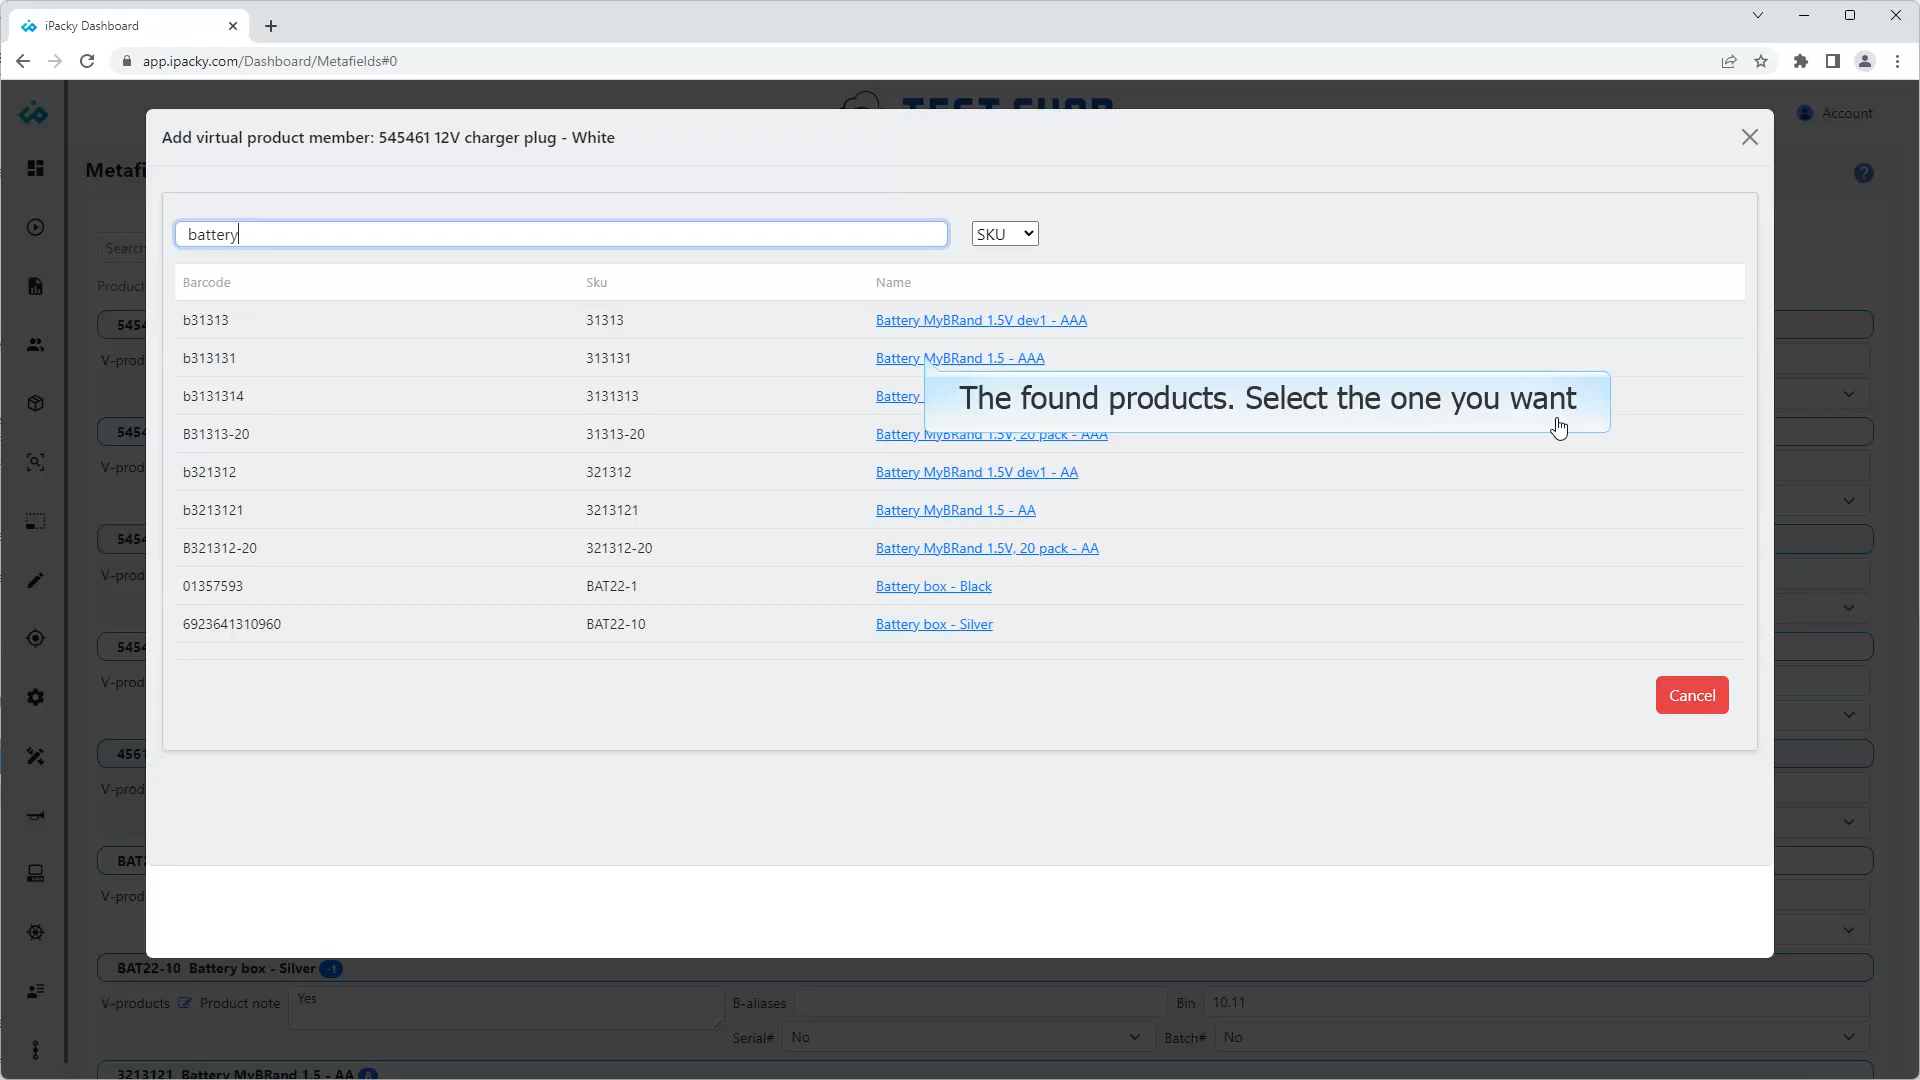 iPacky Dashboard
app.ipacky.com/Dashboard/Metafields#0
Account
Metafi
Add virtual product member: 545461 12V charger plug - White
Search
battery
SKU
Product
Barcode Sku Name
b31313 31313 Battery MyBRand 1.5V dev1 - AAA
b313131 313131 Battery MyBRand 1.5 - AAA
b3131314 3131313 Battery
The found products. Select the one you want
B31313-20 31313-20 Battery MyBRand 1.5V, 20 pack - AAA
b321312 321312 Battery MyBRand 1.5V dev1 - AA
b3213121 3213121 Battery MyBRand 1.5 - AA
B321312-20 321312-20 Battery MyBRand 1.5V, 20 pack - AA
01357593 BAT22-1 Battery box - Black
6923641310960 BAT22-10 Battery box - Silver
Cancel
5454
V-prod
5454
V-prod
5454
V-prod
5454
V-prod
4561
V-prod
BAT2
V-prod
BAT22-10 Battery box - Silver -1
V-products Product note Yes B-aliases Bin 10.11
Serial# No Batch# No
3213121 Battery MyBRand 1.5 - AA 8